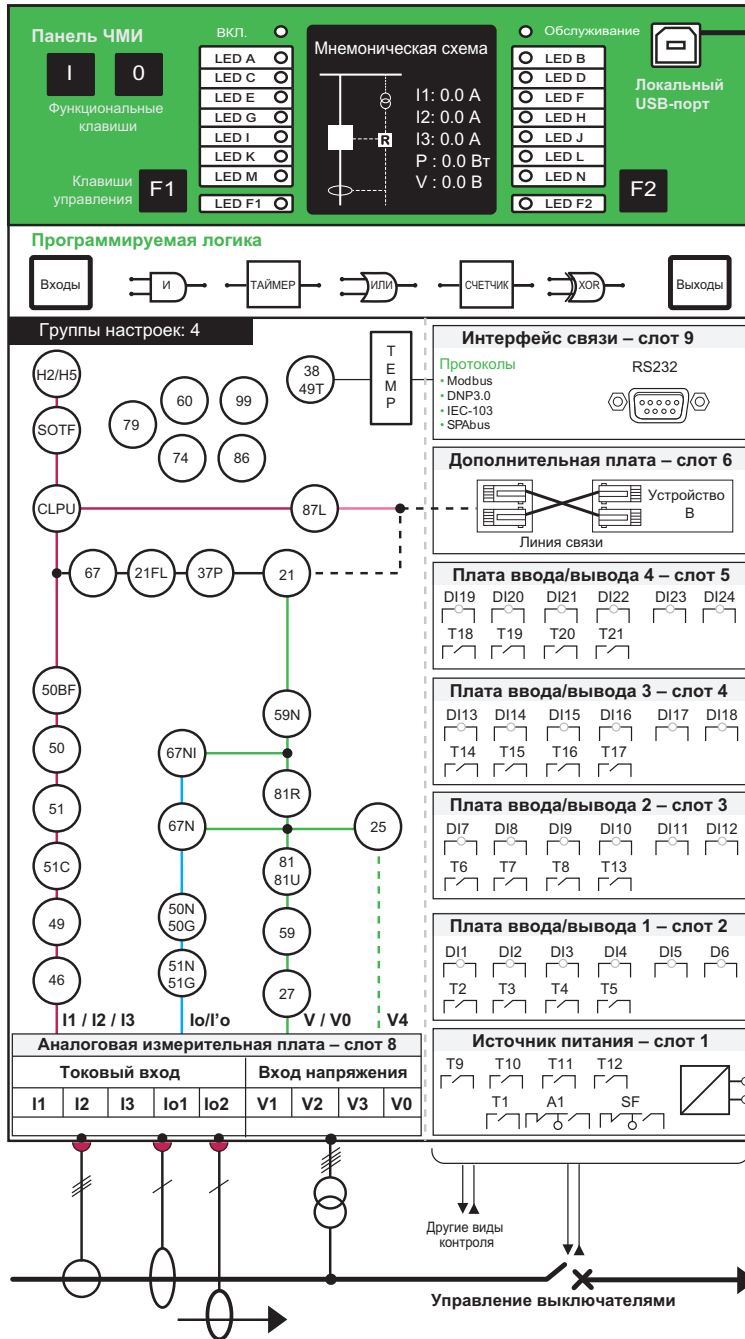 Панель ЧМИ
I
0
Функциональные
клавиши
Клавиши
управления
F1
ВКЛ.
LED A
LED C
LED E
LED G
LED I
LED K
LED M
LED F1
Мнемоническая схема
R
I1: 0.0 А
I2: 0.0 А
I3: 0.0 А
P : 0.0 Вт
V : 0.0 В
Обслуживание
LED B
LED D
LED F
LED H
LED J
LED L
LED N
LED F2
F2
Локальный
USB-порт
Программируемая логика
Входы
И
ТАЙМЕР
ИЛИ
СЧЕТЧИК
XOR
Выходы
Группы настроек: 4
H2/H5
SOTF
79
60
99
74
86
38
49T
T
E
M
P
CLPU
87L
67
21FL
37P
21
50BF
50
51
51C
49
46
67NI
67N
50N
50G
51N
51G
59N
81R
81
81U
59
27
25
I1 / I2 / I3
Io/I'o
V / V0
V4
Аналоговая измерительная плата – слот 8
Токовый вход
Вход напряжения
I1
I2
I3
Io1
Io2
V1
V2
V3
V0
Интерфейс связи – слот 9
Протоколы
• Modbus
• DNP3.0
• IEC-103
• SPAbus
RS232
Дополнительная плата – слот 6
Устройство
B
Линия связи
Плата ввода/вывода 4 – слот 5
DI19 DI20 DI21 DI22 DI23 DI24
T18 T19 T20 T21
Плата ввода/вывода 3 – слот 4
DI13 DI14 DI15 DI16 DI17 DI18
T14 T15 T16 T17
Плата ввода/вывода 2 – слот 3
DI7 DI8 DI9 DI10 DI11 DI12
T6 T7 T8 T13
Плата ввода/вывода 1 – слот 2
DI1 DI2 DI3 DI4 DI5 D6
T2 T3 T4 T5
Источник питания – слот 1
T9 T10 T11 T12
T1 A1 SF
Другие виды
контроля
Управление выключателями